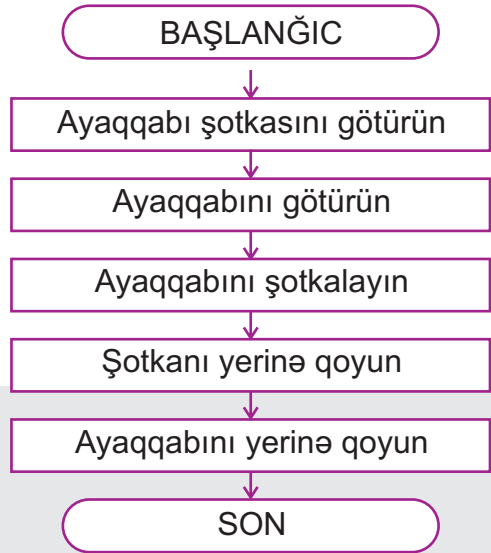 BAŞLANĞIC
Ayaqqabı şotkasını götürün
Ayaqqabını götürün
Ayaqqabını şotkalayın
Şotkanı yerinə qoyun
Ayaqqabını yerinə qoyun
SON